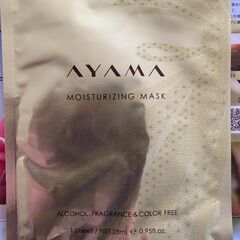 AYAMA
MOISTURIZING MASK
ALCOHOL, FRAGRANCE & COLOR FREE
1 Sheet / NET 28ml e 0.95fl.oz.